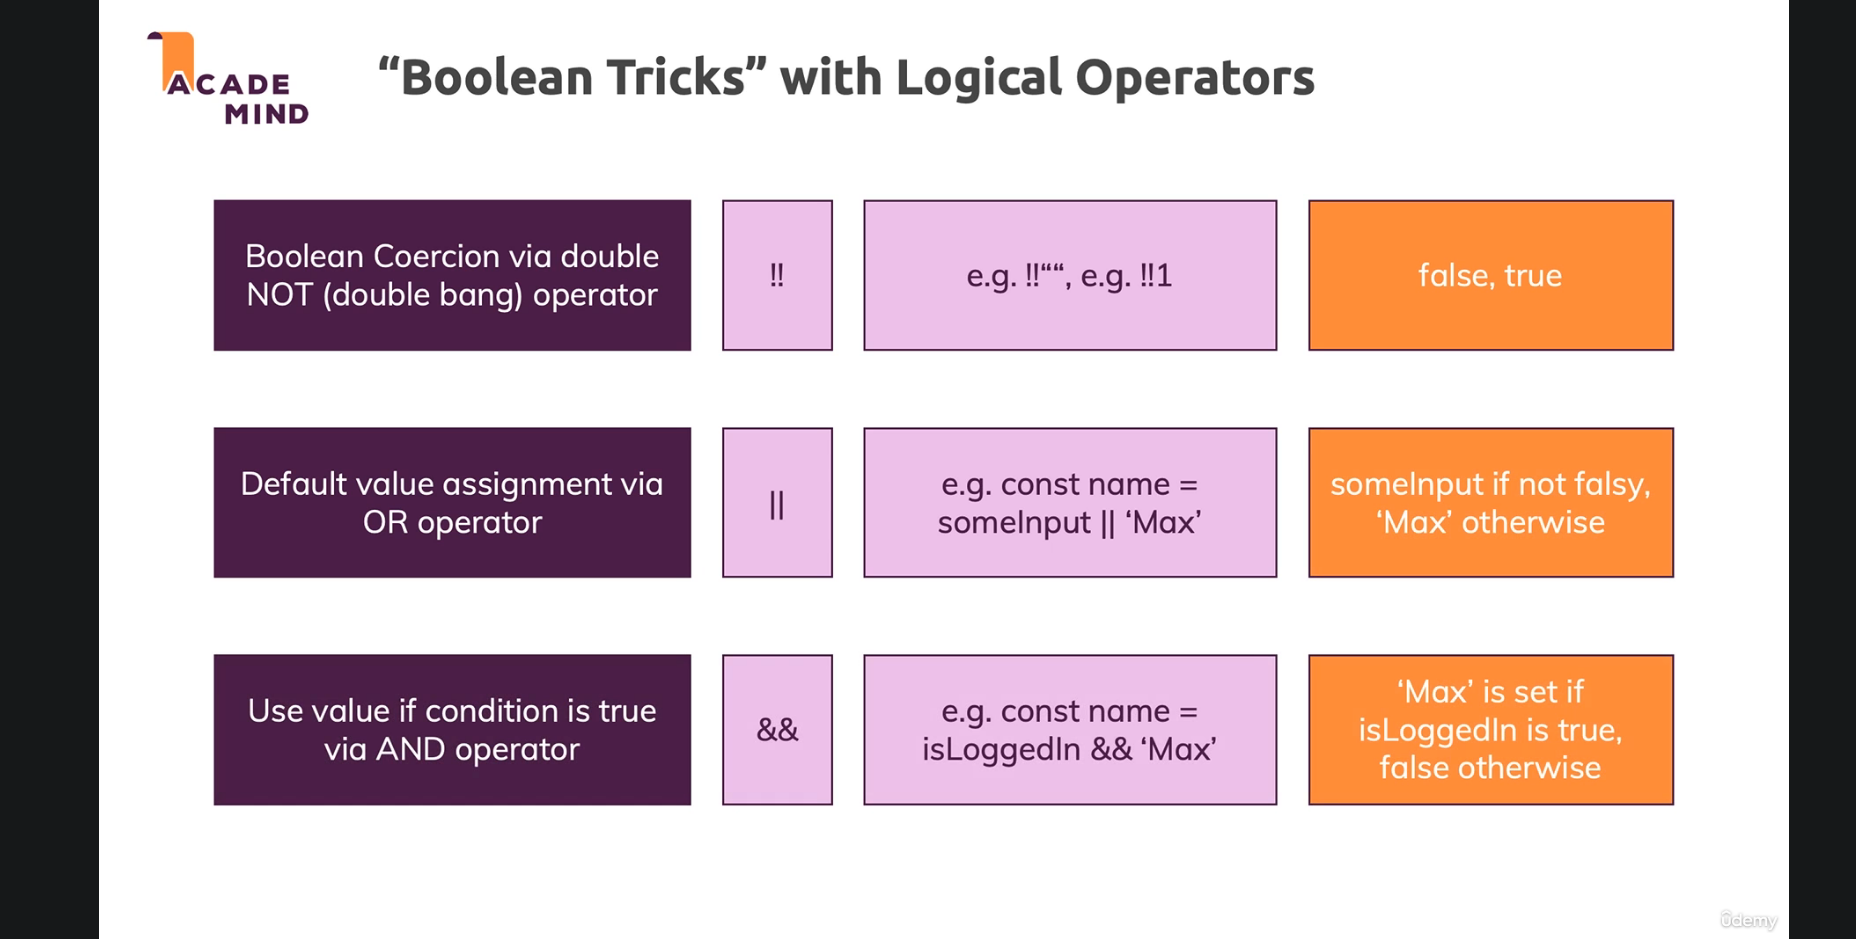 ACADE
MIND
“Boolean Tricks” with Logical Operators
Boolean Coercion via double
NOT (double bang) operator
!!
e.g. !!““, e.g. !!1
false, true
Default value assignment via
OR operator
||
e.g. const name =
someInput || ‘Max’
someInput if not falsy,
‘Max’ otherwise
Use value if condition is true
via AND operator
&&
e.g. const name =
isLoggedIn && ‘Max’
‘Max’ is set if
isLoggedIn is true,
false otherwise
ûdemy